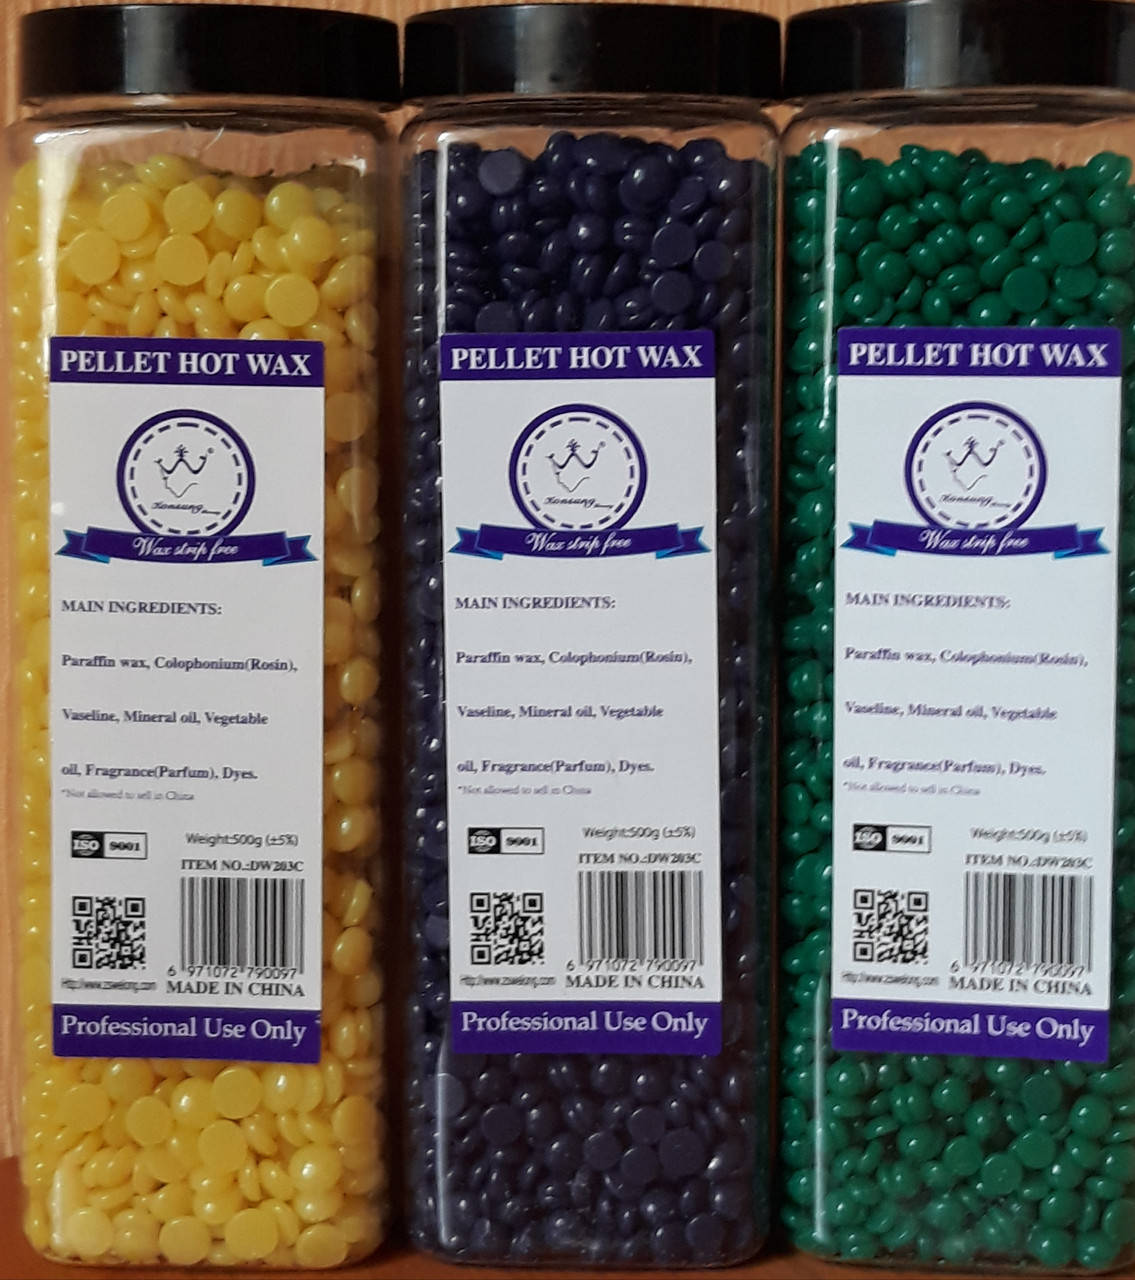 PELLET HOT WAX
Konsung
Wax strip free
MAIN INGREDIENTS:
Paraffin wax, Colophonium(Rosin),
Vaseline, Mineral oil, Vegetable
oil, Fragrance(Parfum), Dyes.
*Not allowed to sell in China
ISO 9001
Weight:500g (±5%)
ITEM NO.:DW203C
6 971072 790097
MADE IN CHINA
Professional Use Only
PELLET HOT WAX
Konsung
Wax strip free
MAIN INGREDIENTS:
Paraffin wax, Colophonium(Rosin),
Vaseline, Mineral oil, Vegetable
oil, Fragrance(Parfum), Dyes.
*Not allowed to sell in China
ISO 9001
Weight:500g (±5%)
ITEM NO.:DW203C
6 971072 790097
MADE IN CHINA
Professional Use Only
PELLET HOT WAX
Konsung
Wax strip free
MAIN INGREDIENTS:
Paraffin wax, Colophonium(Rosin),
Vaseline, Mineral oil, Vegetable
oil, Fragrance(Parfum), Dyes.
*Not allowed to sell in China
ISO 9001
Weight:500g (±5%)
ITEM NO.:DW203C
6 971072 790097
MADE IN CHINA
Professional Use Only